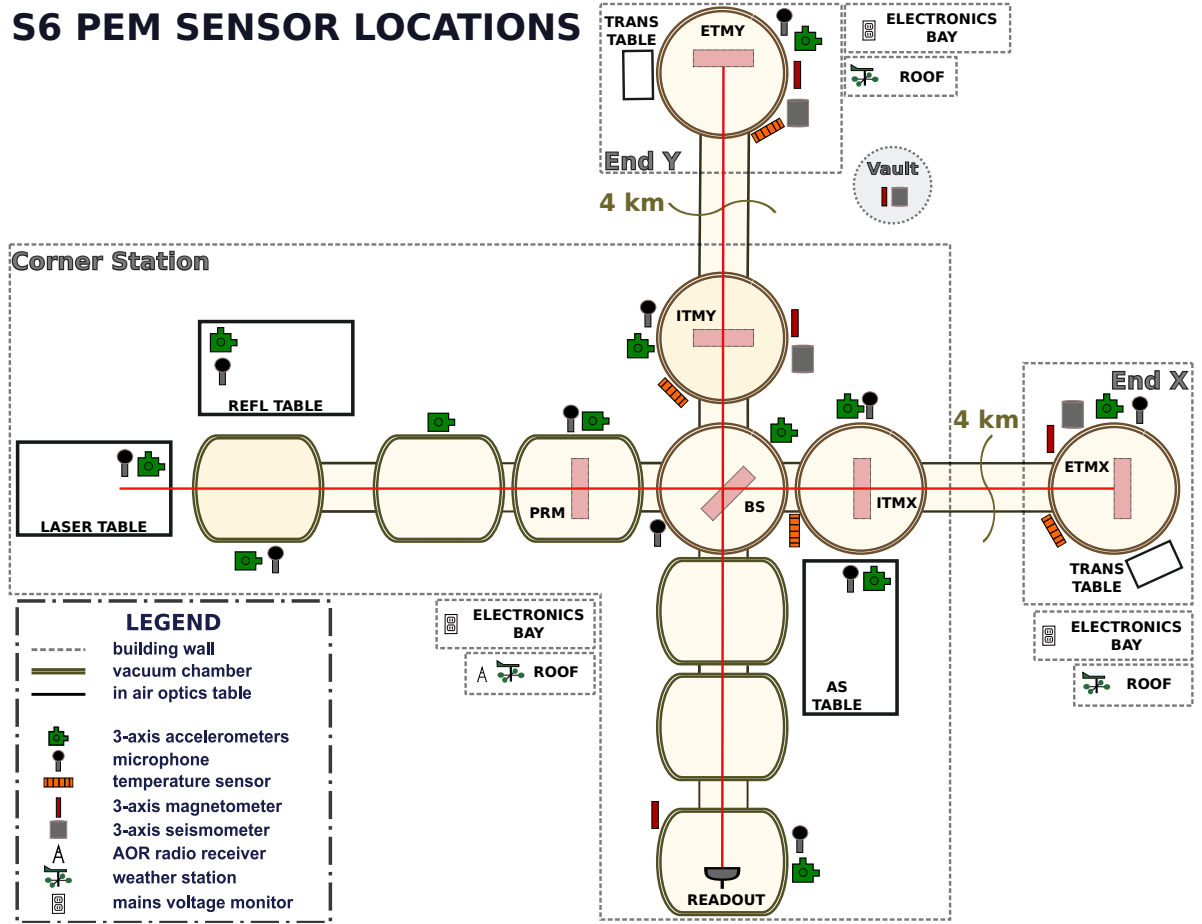 S6 PEM SENSOR LOCATIONS
TRANS
TABLE
ETMY
ELECTRONICS
BAY
ROOF
End Y
Vault
4 km
Corner Station
ITMY
REFL TABLE
End X
4 km
LASER TABLE
PRM
BS
ITMX
ETMX
TRANS
TABLE
ELECTRONICS
BAY
ROOF
AS
TABLE
ELECTRONICS
BAY
ROOF
READOUT
LEGEND
building wall
vacuum chamber
in air optics table
3-axis accelerometers
microphone
temperature sensor
3-axis magnetometer
3-axis seismometer
AOR radio receiver
weather station
mains voltage monitor